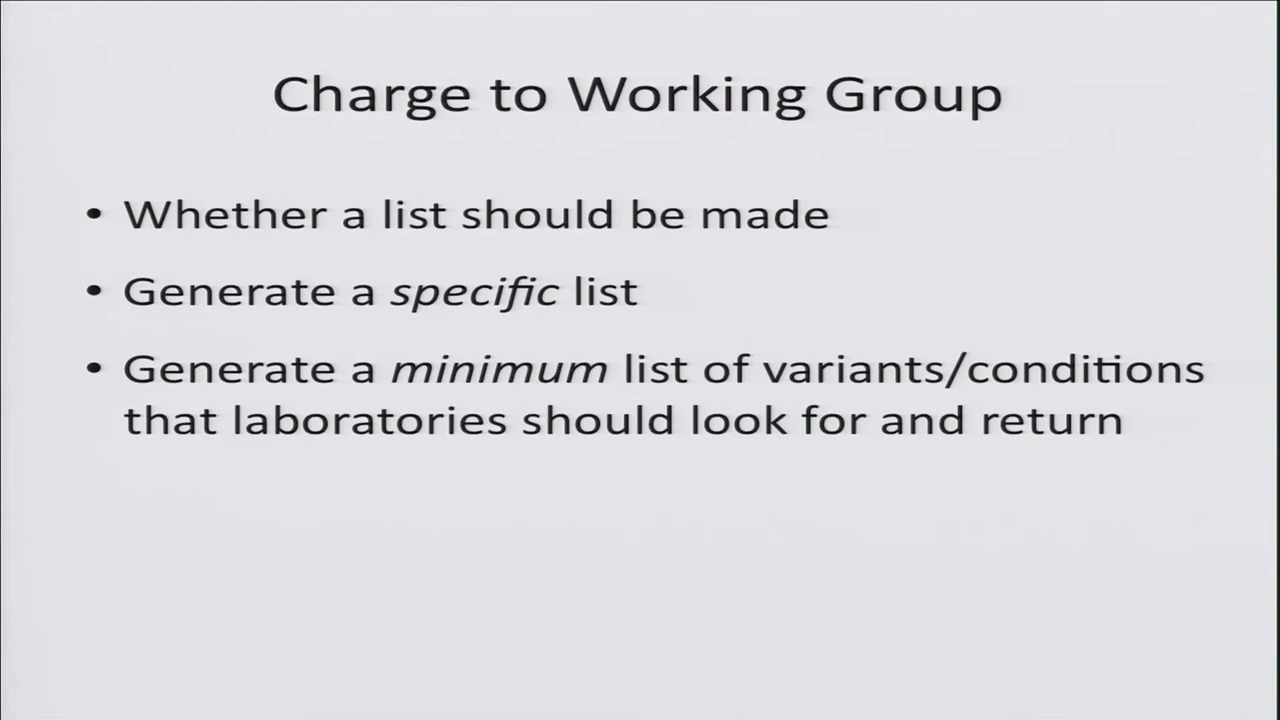 Charge to Working Group
• Whether a list should be made
• Generate a specific list
• Generate a minimum list of variants/conditions
that laboratories should look for and return